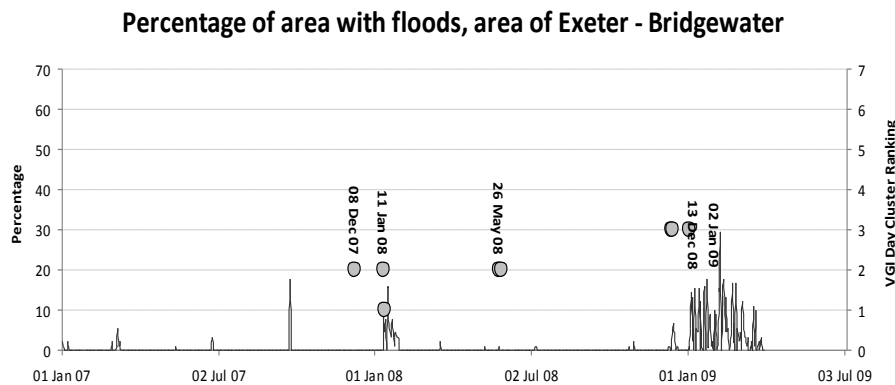 Percentage of area with floods, area of Exeter - Bridgewater
70
60
50
40
30
20
10
0
Percentage
7
6
5
4
3
2
1
0
VGI Day Cluster Ranking
08 Dec 07
11 Jan 08
26 May 08
13 Dec 08
02 Jan 09
01 Jan 07
02 Jul 07
01 Jan 08
02 Jul 08
01 Jan 09
03 Jul 09